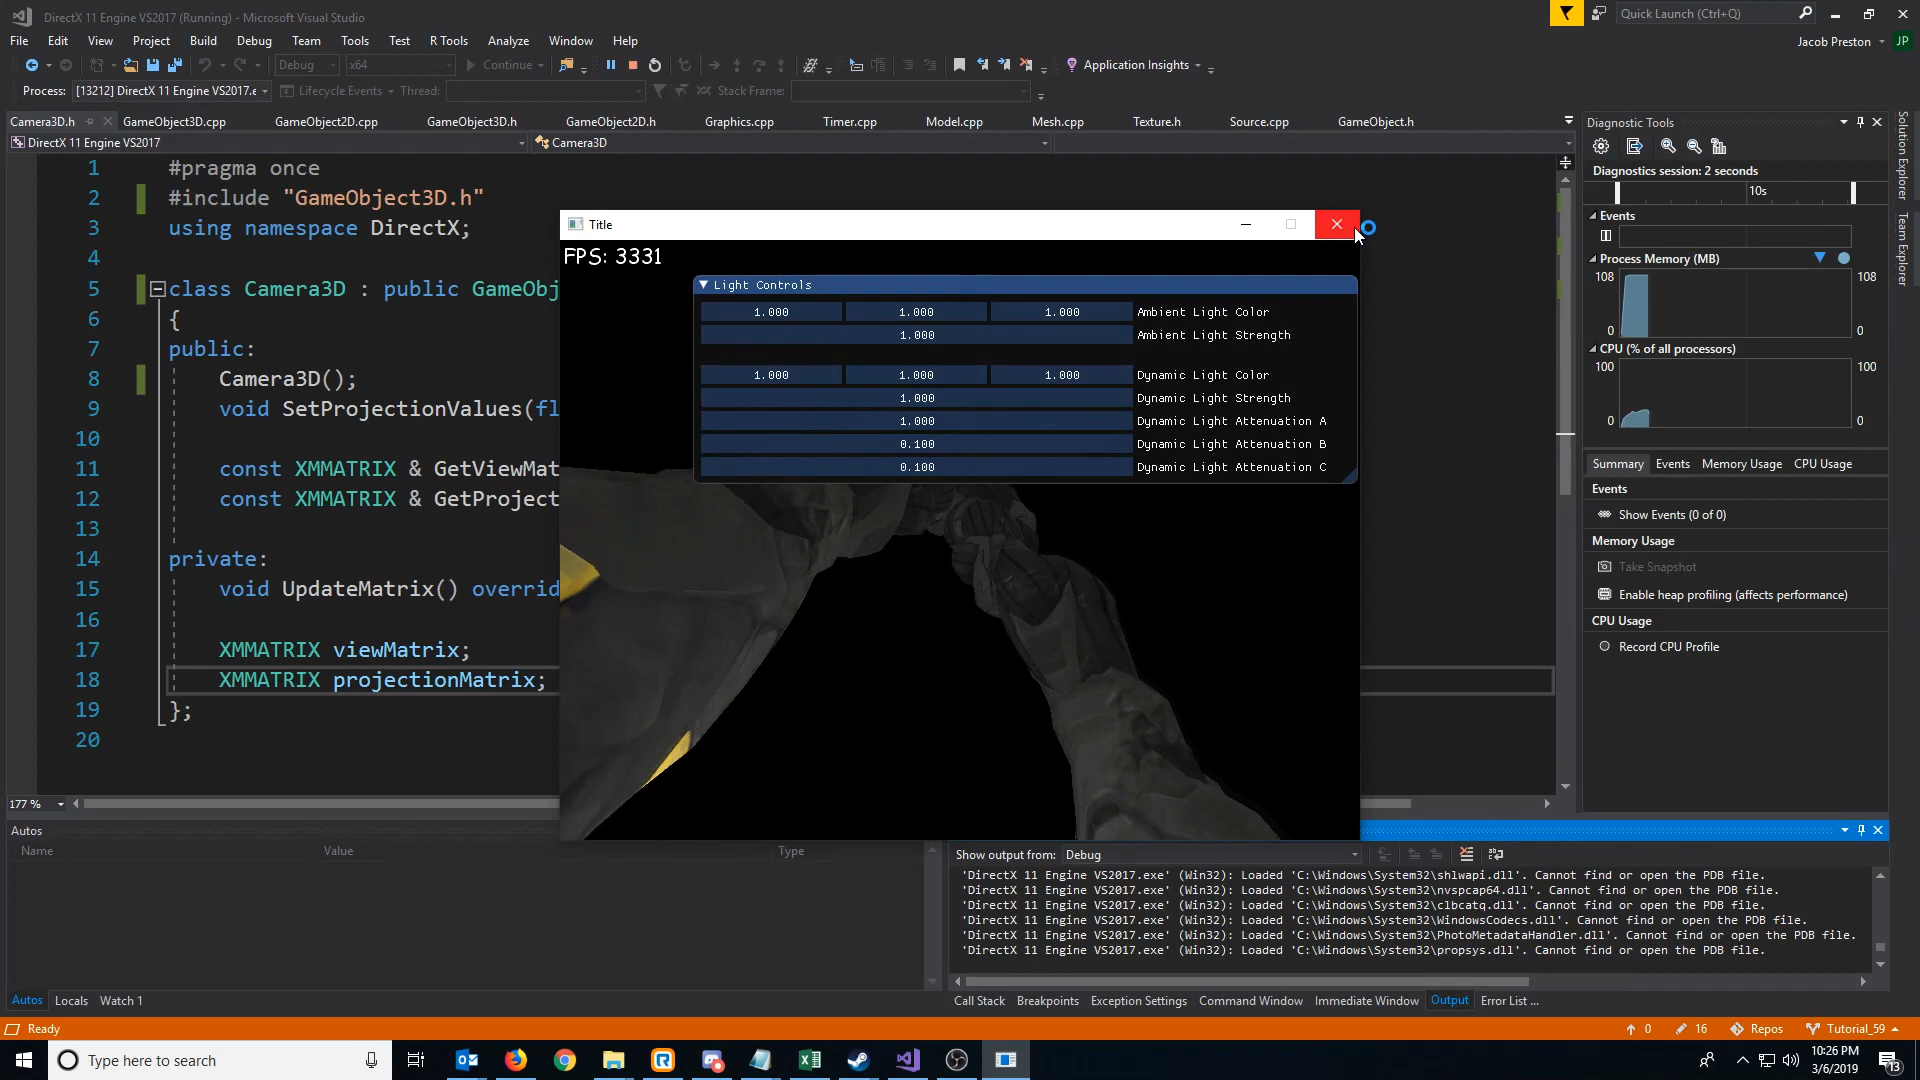 DirectX 11 Engine VS2017 (Running) - Microsoft Visual Studio
Quick Launch (Ctrl+Q)
File Edit View Project Build Debug Team Tools Test R Tools Analyze Window Help
Jacob Preston JP
Debug x64 Continue Application Insights
Process: [13212] DirectX 11 Engine VS2017.e Lifecycle Events Thread: Stack Frame:
Camera3D.h GameObject3D.cpp GameObject2D.cpp GameObject3D.h GameObject2D.h Graphics.cpp Timer.cpp Model.cpp Mesh.cpp Texture.h Source.cpp GameObject.h
DirectX 11 Engine VS2017 Camera3D
1 #pragma once
2 #include "GameObject3D.h"
3 using namespace DirectX;
4
5 class Camera3D : public GameObj
6 {
7 public:
8 Camera3D();
9 void SetProjectionValues(fl
10
11 const XMMATRIX & GetViewMat
12 const XMMATRIX & GetProject
13
14 private:
15 void UpdateMatrix() overrid
16
17 XMMATRIX viewMatrix;
18 XMMATRIX projectionMatrix;
19 };
20
177 %
Title
FPS: 3331
Light Controls
1.000 1.000 1.000 Ambient Light Color
1.000 Ambient Light Strength
1.000 1.000 1.000 Dynamic Light Color
1.000 Dynamic Light Strength
1.000 Dynamic Light Attenuation A
0.100 Dynamic Light Attenuation B
0.100 Dynamic Light Attenuation C
Diagnostic Tools
Diagnostics session: 2 seconds
10s
Events
Process Memory (MB)
108 108
0 0
CPU (% of all processors)
100 100
0 0
Summary Events Memory Usage CPU Usage
Events
Show Events (0 of 0)
Memory Usage
Take Snapshot
Enable heap profiling (affects performance)
CPU Usage
Record CPU Profile
Solution Explorer
Team Explorer
Autos
Name Value Type
Autos Locals Watch 1
Show output from: Debug
'DirectX 11 Engine VS2017.exe' (Win32): Loaded 'C:\Windows\System32\shlwapi.dll'. Cannot find or open the PDB file.
'DirectX 11 Engine VS2017.exe' (Win32): Loaded 'C:\Windows\System32\nvspcap64.dll'. Cannot find or open the PDB file.
'DirectX 11 Engine VS2017.exe' (Win32): Loaded 'C:\Windows\System32\clbcatq.dll'. Cannot find or open the PDB file.
'DirectX 11 Engine VS2017.exe' (Win32): Loaded 'C:\Windows\System32\WindowsCodecs.dll'. Cannot find or open the PDB file.
'DirectX 11 Engine VS2017.exe' (Win32): Loaded 'C:\Windows\System32\PhotoMetadataHandler.dll'. Cannot find or open the PDB file.
'DirectX 11 Engine VS2017.exe' (Win32): Loaded 'C:\Windows\System32\propsys.dll'. Cannot find or open the PDB file.
Call Stack Breakpoints Exception Settings Command Window Immediate Window Output Error List ...
Ready 0 16 Repos Tutorial_59
Type here to search
10:26 PM
3/6/2019
13